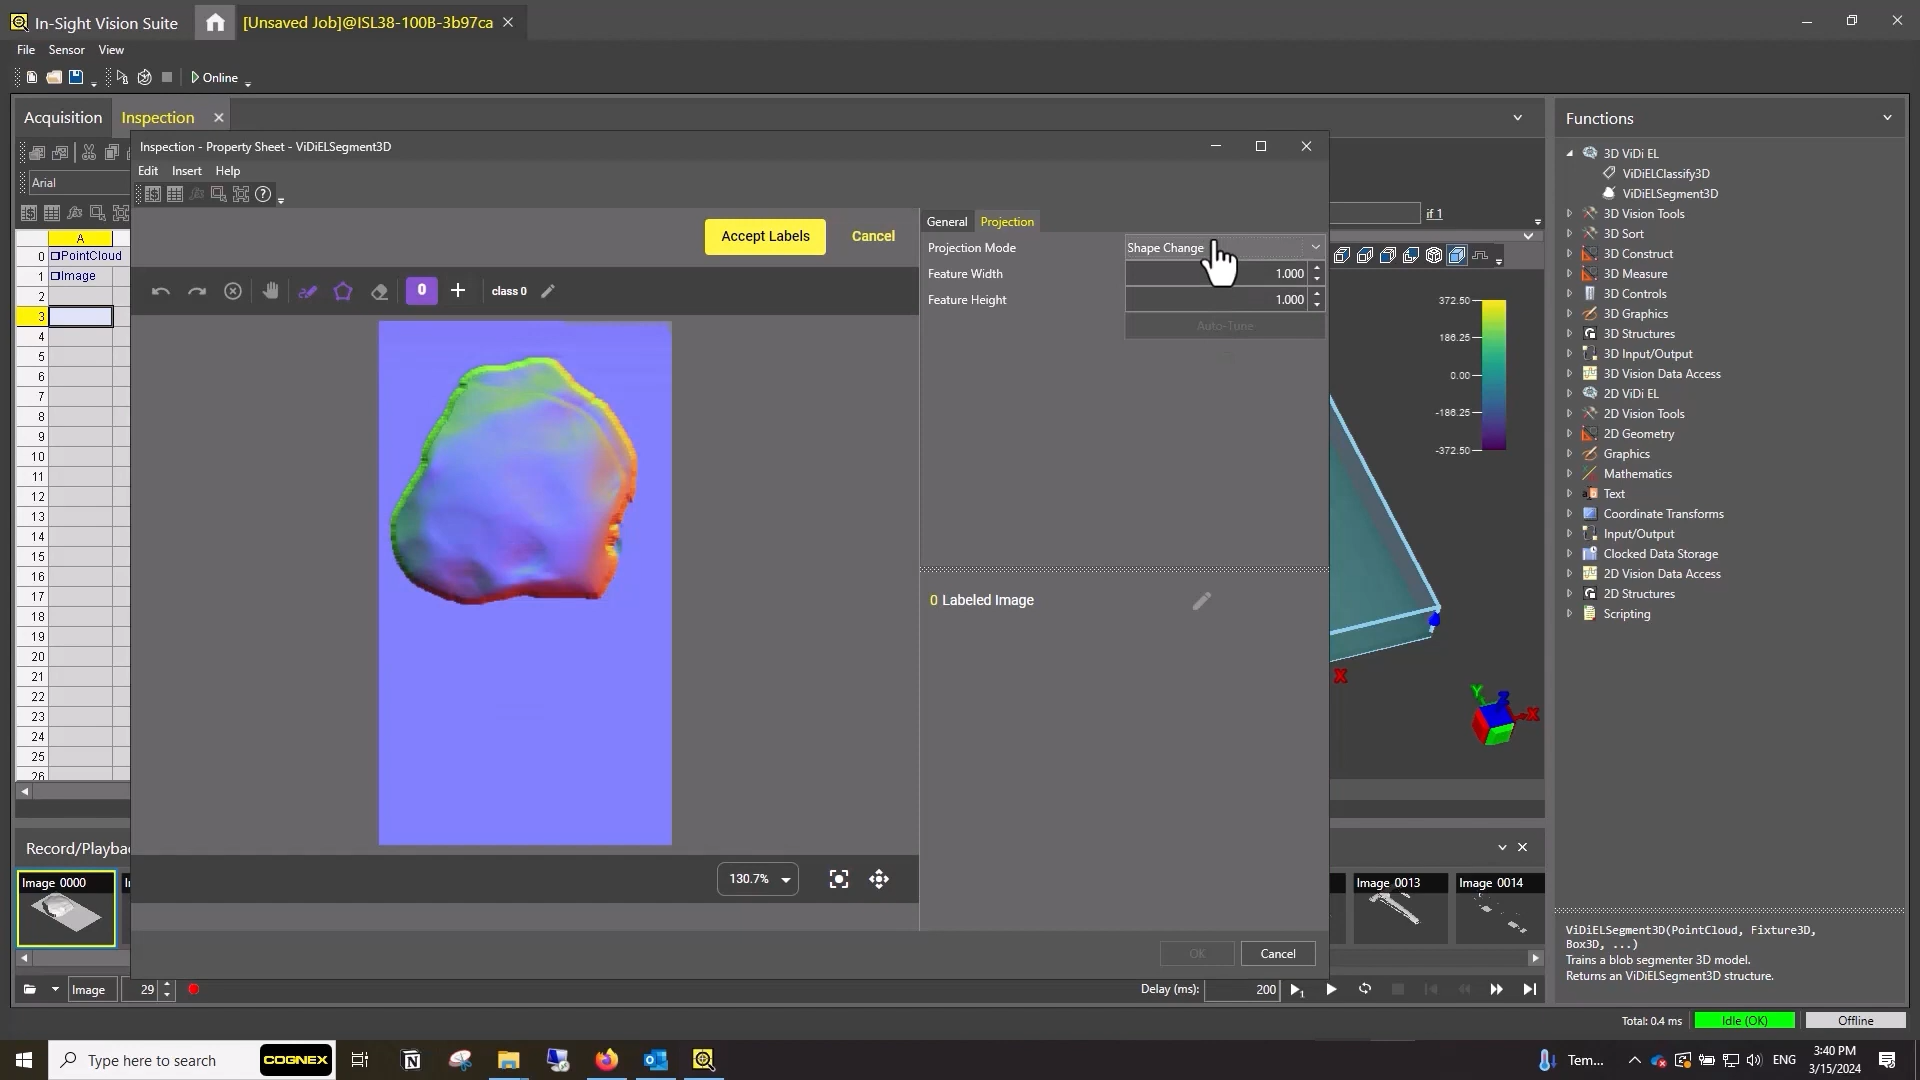 In-Sight Vision Suite
[Unsaved Job]@ISL38-100B-3b97ca
File Sensor View
Online
Acquisition
Inspection
Functions
Inspection - Property Sheet - ViDiELSegment3D
Edit Insert Help
Arial
if 1
Accept Labels
Cancel
General
Projection
Projection Mode
Shape Change
Feature Width
1.000
Feature Height
1.000
Auto-Tune
0
class 0
A
0 PointCloud
1 Image
2
3
4
5
6
7
8
9
10
11
12
13
14
15
16
17
18
19
20
21
22
23
24
25
26
372.50
186.25
0.00
-186.25
-372.50
X
Y
Z
X
0 Labeled Image
130.7%
OK
Cancel
3D ViDi EL
ViDiELClassify3D
ViDiELSegment3D
3D Vision Tools
3D Sort
3D Construct
3D Measure
3D Controls
3D Graphics
3D Structures
3D Input/Output
3D Vision Data Access
2D ViDi EL
2D Vision Tools
2D Geometry
Graphics
Mathematics
Text
Coordinate Transforms
Input/Output
Clocked Data Storage
2D Vision Data Access
2D Structures
Scripting
ViDiELSegment3D(PointCloud, Fixture3D,
Box3D, ...)
Trains a blob segmenter 3D model.
Returns an ViDiELSegment3D structure.
Record/Playba
Image 0000
Image 0013
Image 0014
Image
29
Delay (ms):
200
Total: 0.4 ms
Idle (OK)
Offline
Type here to search
COGNEX
Tem...
ENG
3:40 PM
3/15/2024